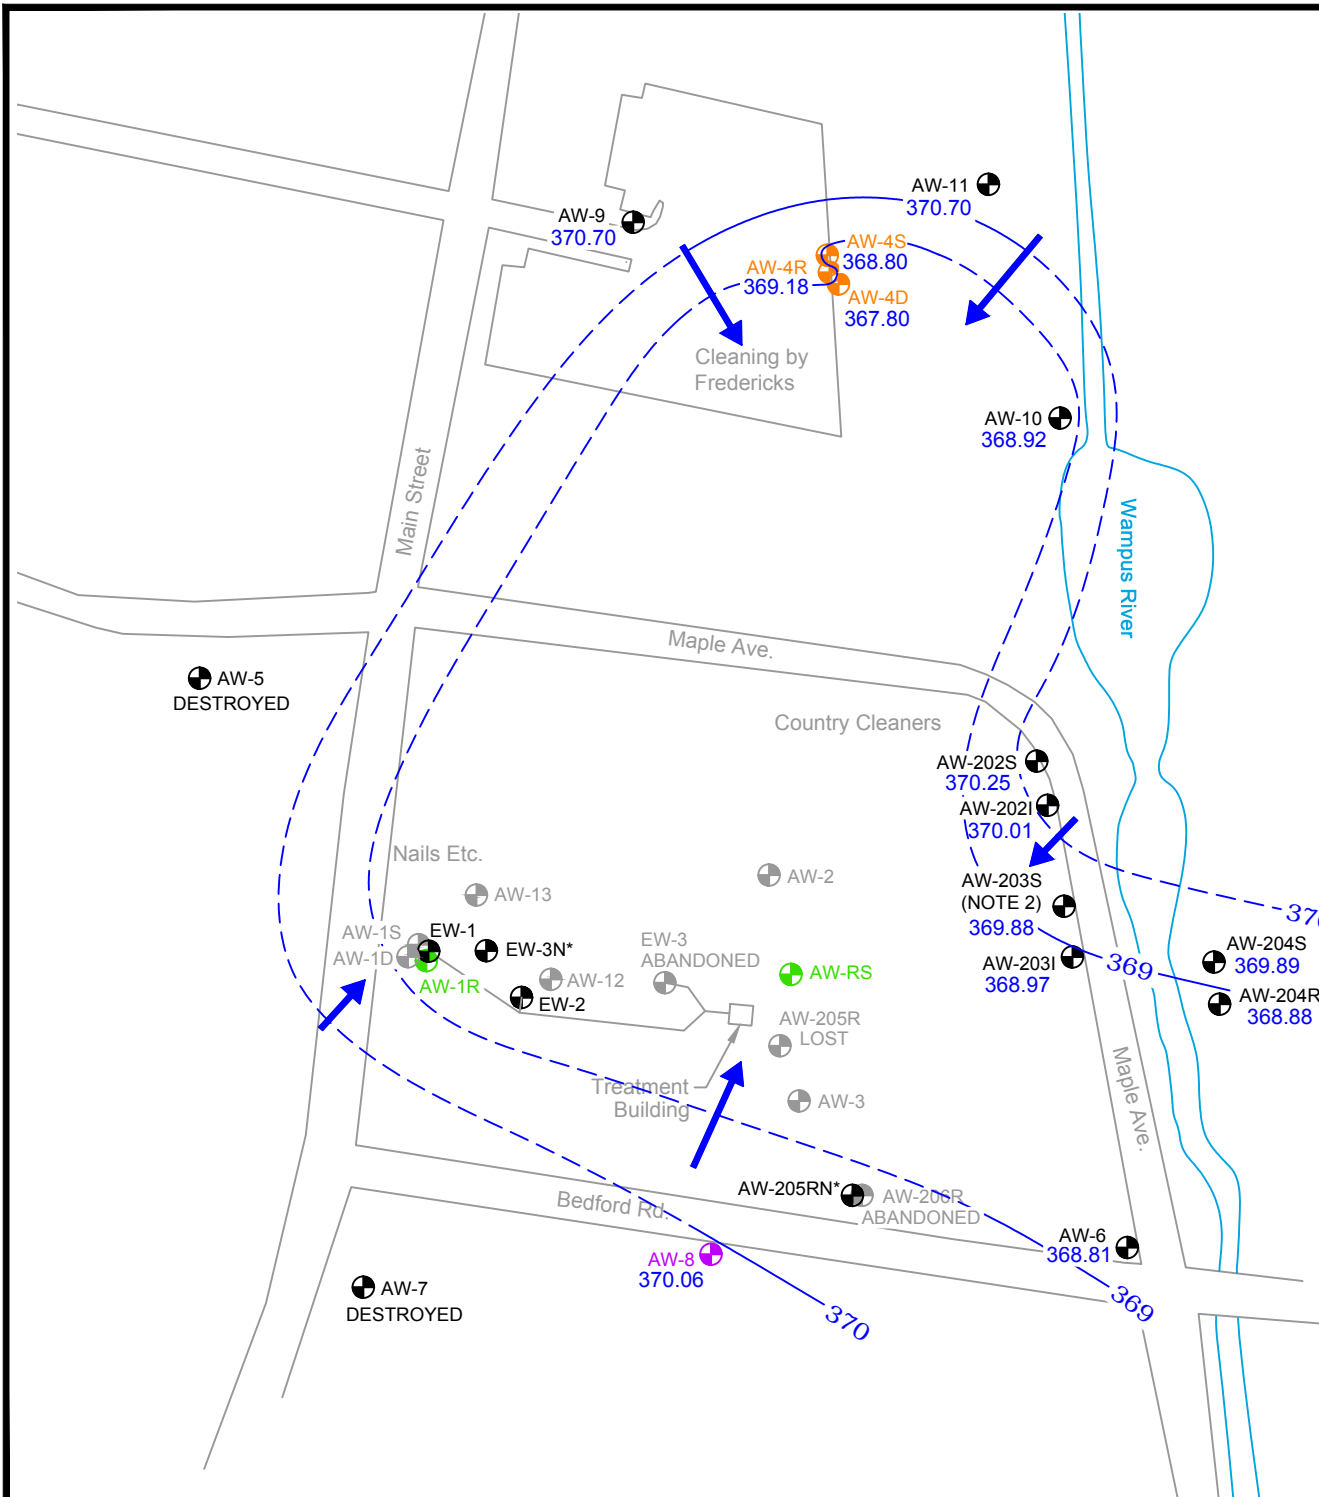 AW-11
370.70
AW-9
370.70
AW-4S
368.80
AW-4R
369.18
AW-4D
367.80
Cleaning by
Fredericks
AW-10
368.92
Main Street
Wampus River
Maple Ave.
AW-5
DESTROYED
Country Cleaners
AW-202S
370.25
AW-202I
370.01
Nails Etc.
AW-13
AW-2
AW-203S
(NOTE 2)
369.88
370
AW-1S
EW-1
AW-1D
EW-3N*
EW-3
ABANDONED
AW-1R
AW-12
EW-2
AW-RS
AW-203I
368.97
369
AW-204S
369.89
AW-204R
368.88
AW-205R
LOST
Treatment
Building
AW-3
Maple Ave.
AW-205RN*
AW-206R
ABANDONED
Bedford Rd.
AW-6
368.81
AW-8
370.06
AW-7
DESTROYED
370
369